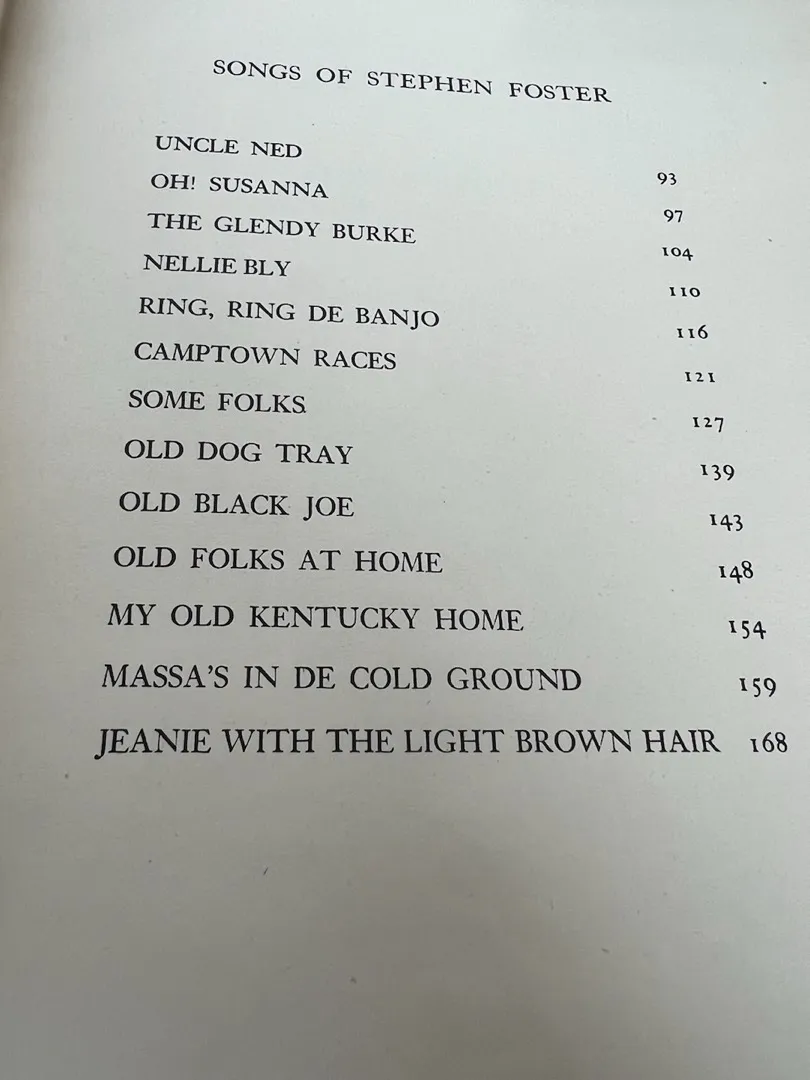 SONGS OF STEPHEN FOSTER
UNCLE NED 93
OH! SUSANNA 97
THE GLENDY BURKE 104
NELLIE BLY 110
RING, RING DE BANJO 116
CAMPTOWN RACES 121
SOME FOLKS 127
OLD DOG TRAY 139
OLD BLACK JOE 143
OLD FOLKS AT HOME 148
MY OLD KENTUCKY HOME 154
MASSA'S IN DE COLD GROUND 159
JEANIE WITH THE LIGHT BROWN HAIR 168